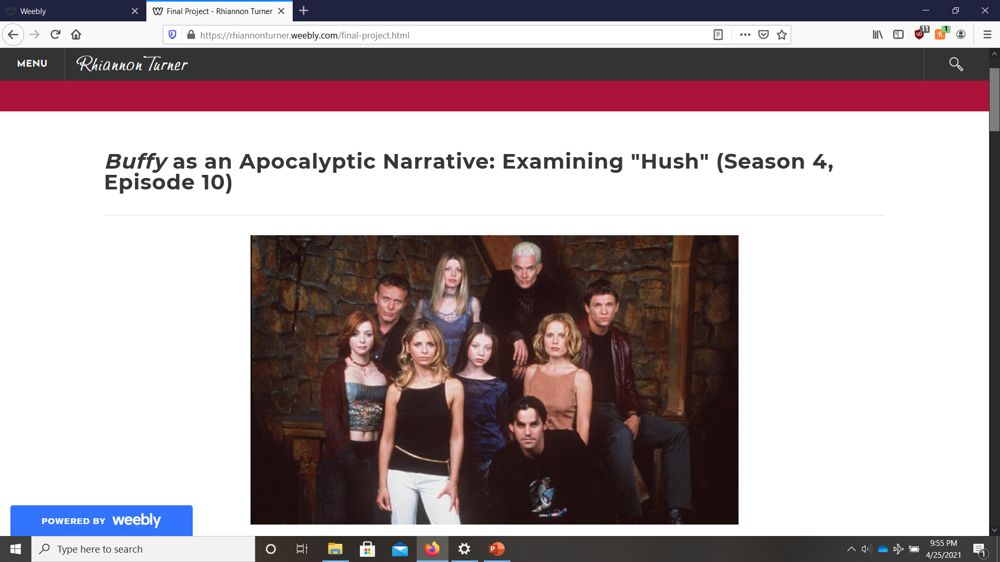 Weebly
Final Project - Rhiannon Turner
https://rhiannonturner.weebly.com/final-project.html
11
1
MENU
Rhiannon Turner
Buffy as an Apocalyptic Narrative: Examining "Hush" (Season 4,
Episode 10)
POWERED BY weebly
Type here to search
9:55 PM
4/25/2021
1